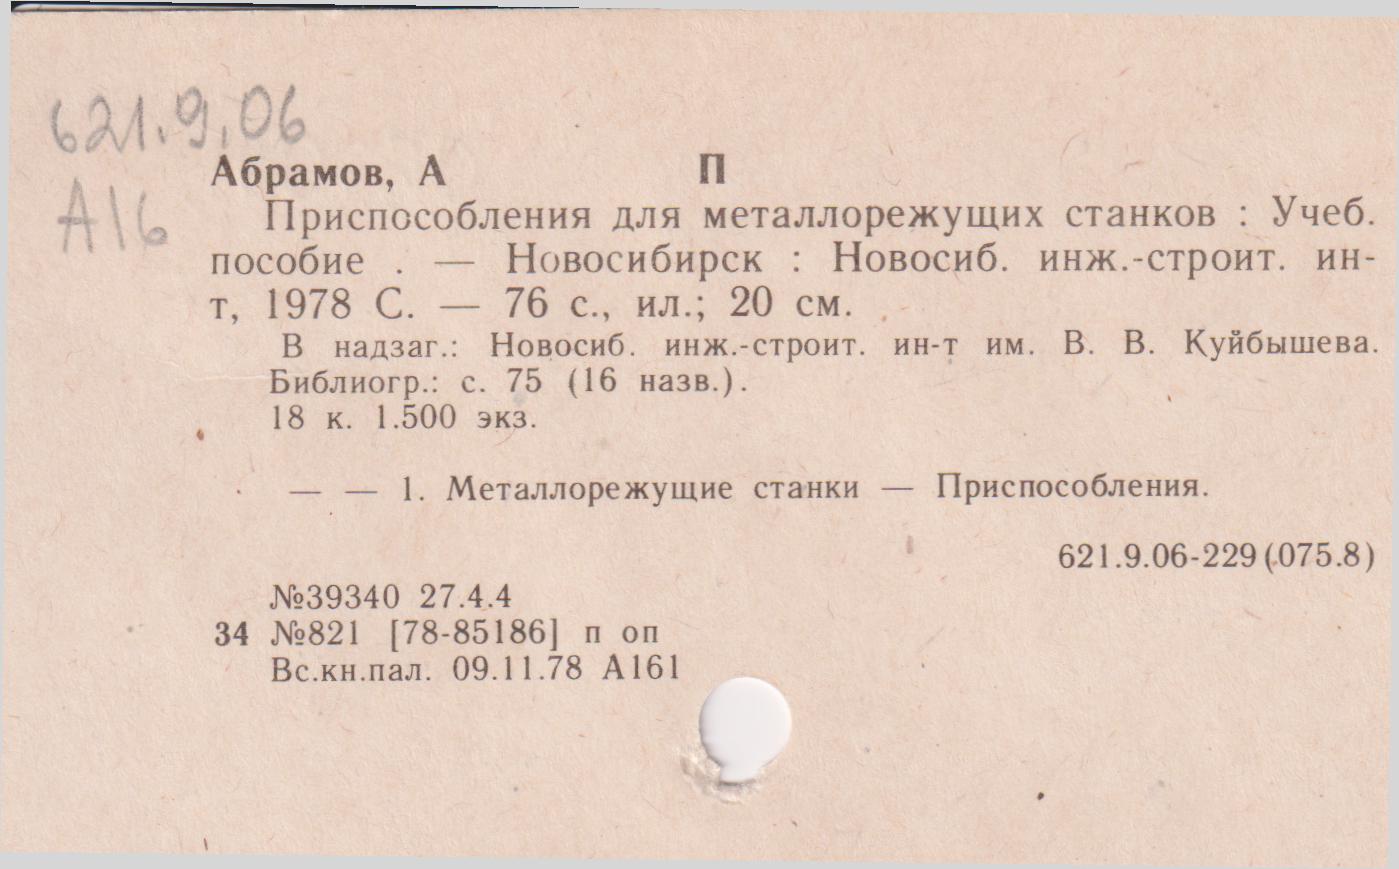 621.9.06
Абрамов, А П
А16
Приспособления для металлорежущих станков : Учеб.
пособие . — Новосибирск : Новосиб. инж.-строит. ин-
т, 1978 С. — 76 с., ил.; 20 см.
В надзаг.: Новосиб. инж.-строит. ин-т им. В. В. Куйбышева.
Библиогр.: с. 75 (16 назв.).
18 к. 1.500 экз.
— — 1. Металлорежущие станки — Приспособления.
621.9.06-229(075.8)
№39340 27.4.4
34 №821 [78-85186] п оп
Вс.кн.пал. 09.11.78 А161